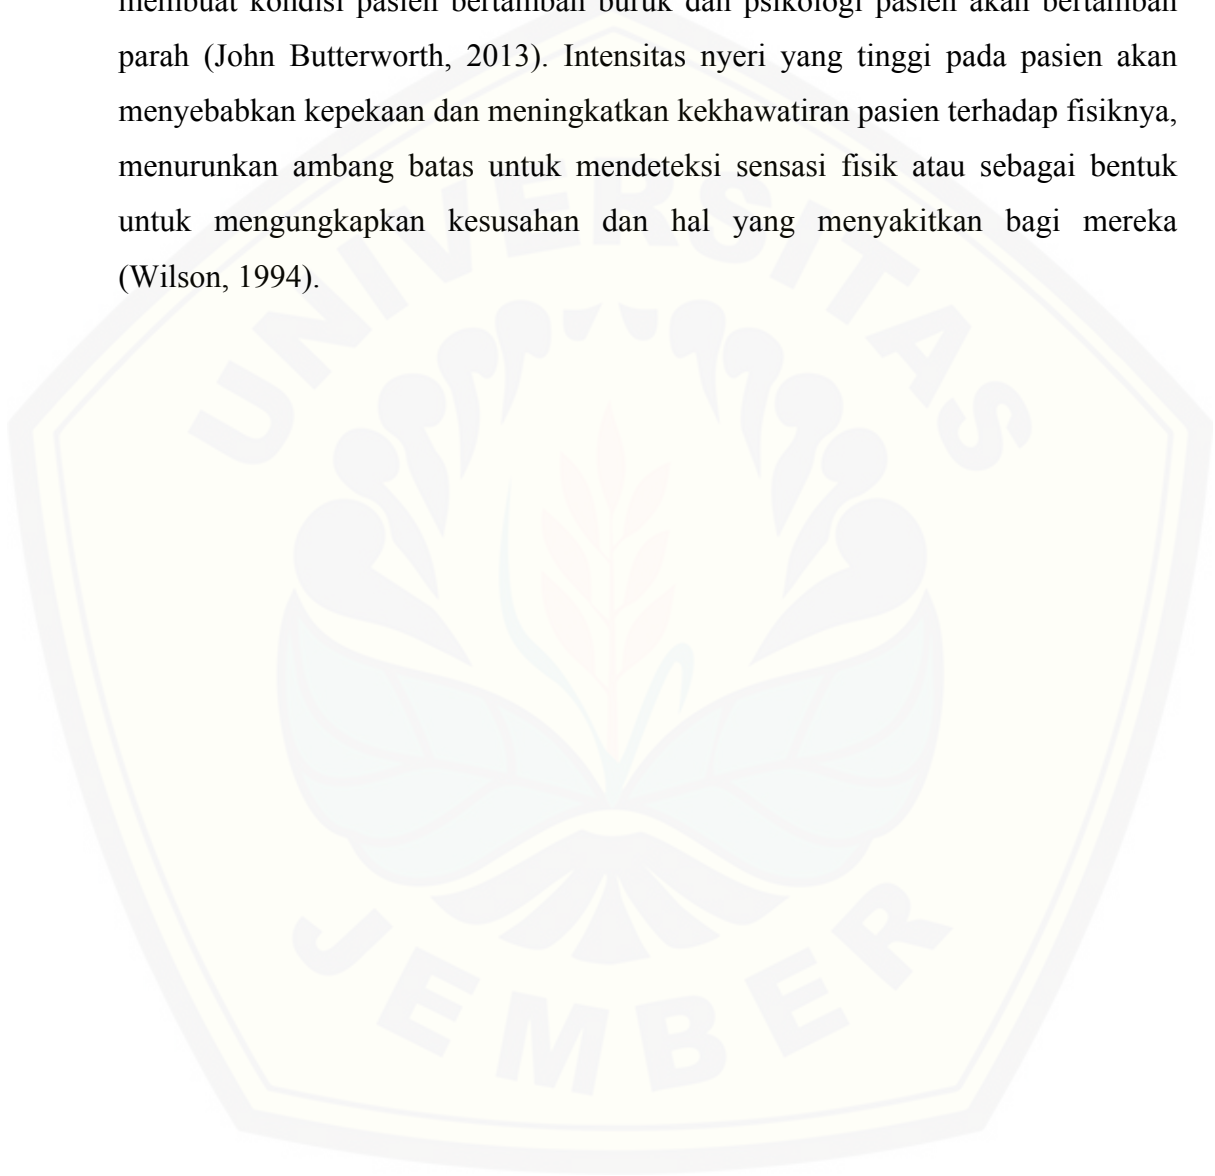 membuat kondisi pasien bertambah buruk dan psikologi pasien akan bertambah
parah (John Butterworth, 2013). Intensitas nyeri yang tinggi pada pasien akan
menyebabkan kepekaan dan meningkatkan kekhawatiran pasien terhadap fisiknya,
menurunkan ambang batas untuk mendeteksi sensasi fisik atau sebagai bentuk
untuk mengungkapkan kesusahan dan hal yang menyakitkan bagi mereka
(Wilson, 1994).
UNIVERSITAS
JEMBER